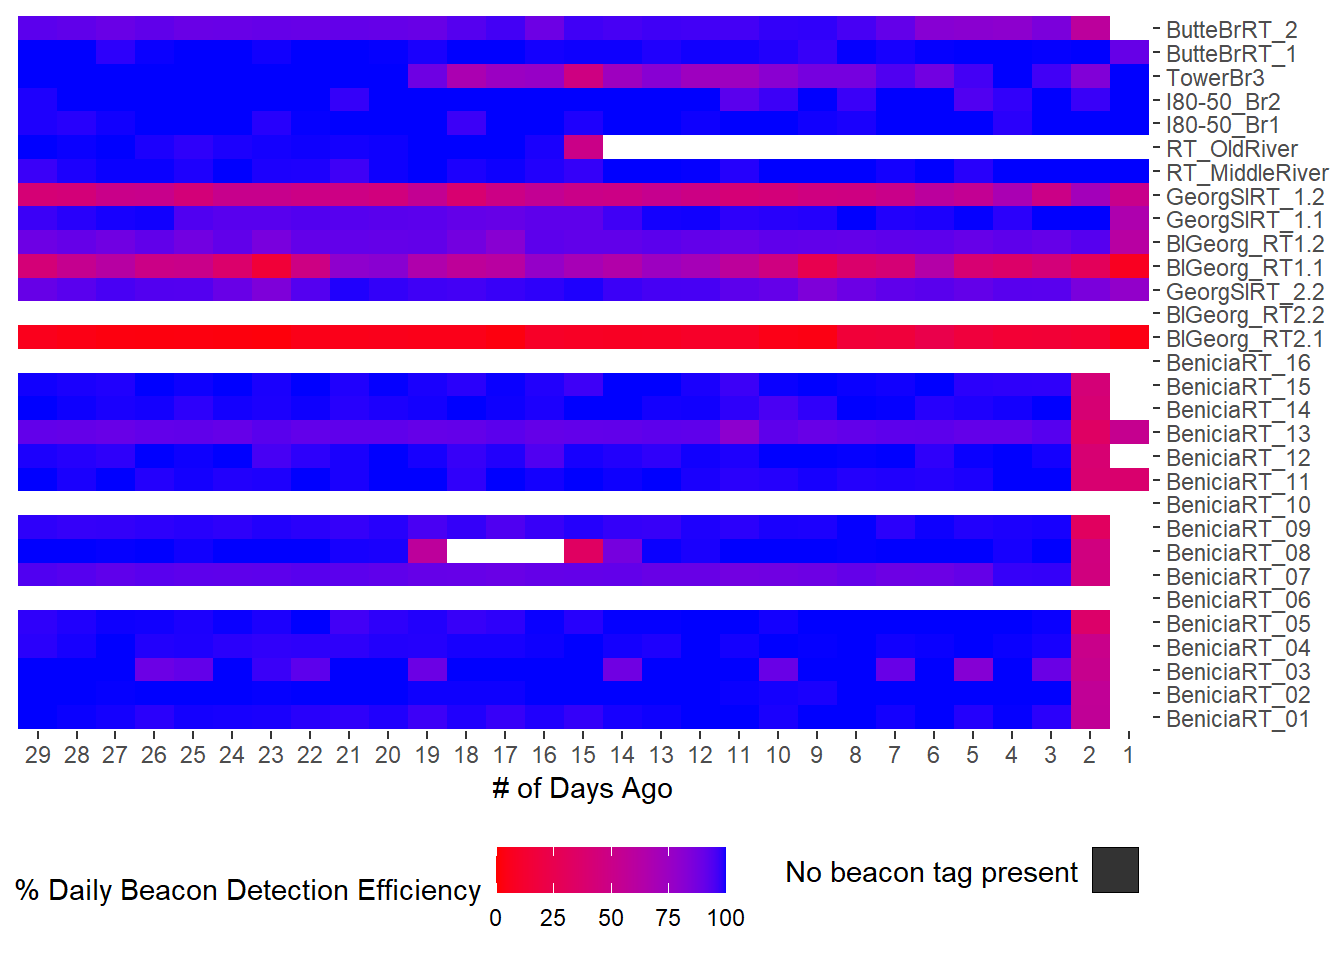 ButteBrRT_2
ButteBrRT_1
TowerBr3
I80-50_Br2
I80-50_Br1
RT_OldRiver
RT_MiddleRiver
GeorgSlRT_1.2
GeorgSlRT_1.1
BlGeorg_RT1.2
BlGeorg_RT1.1
GeorgSlRT_2.2
BlGeorg_RT2.2
BlGeorg_RT2.1
BeniciaRT_16
BeniciaRT_15
BeniciaRT_14
BeniciaRT_13
BeniciaRT_12
BeniciaRT_11
BeniciaRT_10
BeniciaRT_09
BeniciaRT_08
BeniciaRT_07
BeniciaRT_06
BeniciaRT_05
BeniciaRT_04
BeniciaRT_03
BeniciaRT_02
BeniciaRT_01
29 28 27 26 25 24 23 22 21 20 19 18 17 16 15 14 13 12 11 10 9 8 7 6 5 4 3 2 1
# of Days Ago
% Daily Beacon Detection Efficiency
0 25 50 75 100
No beacon tag present